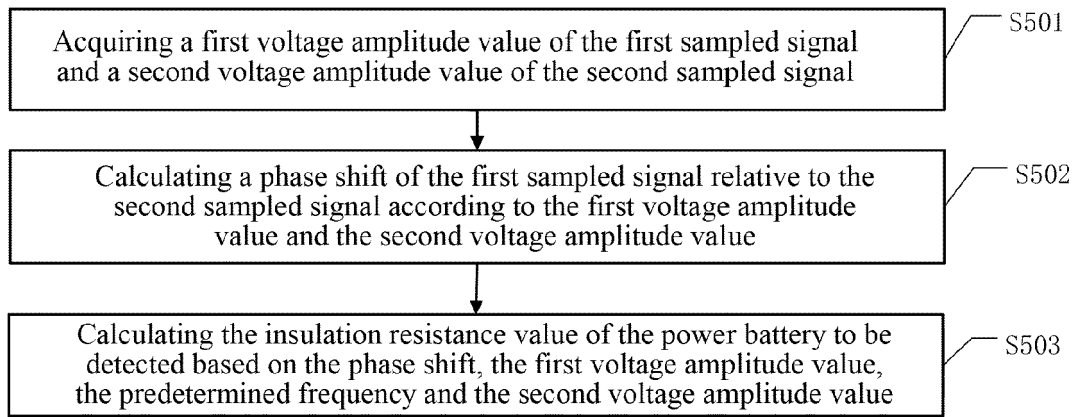 Acquiring a first voltage amplitude value of the first sampled signal
and a second voltage amplitude value of the second sampled signal
S501
Calculating a phase shift of the first sampled signal relative to the
second sampled signal according to the first voltage amplitude
value and the second voltage amplitude value
S502
Calculating the insulation resistance value of the power battery to be
detected based on the phase shift, the first voltage amplitude value,
the predetermined frequency and the second voltage amplitude value
S503